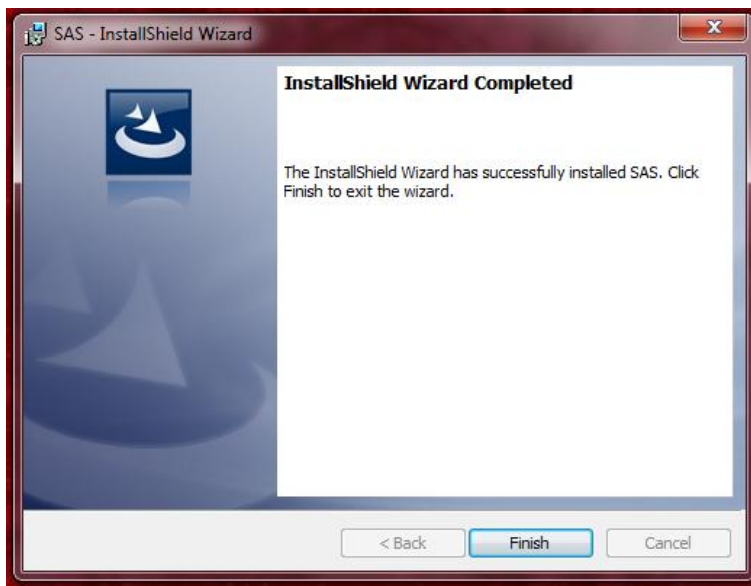 SAS - InstallShield Wizard
InstallShield Wizard Completed
The InstallShield Wizard has successfully installed SAS. Click
Finish to exit the wizard.
< Back
Finish
Cancel